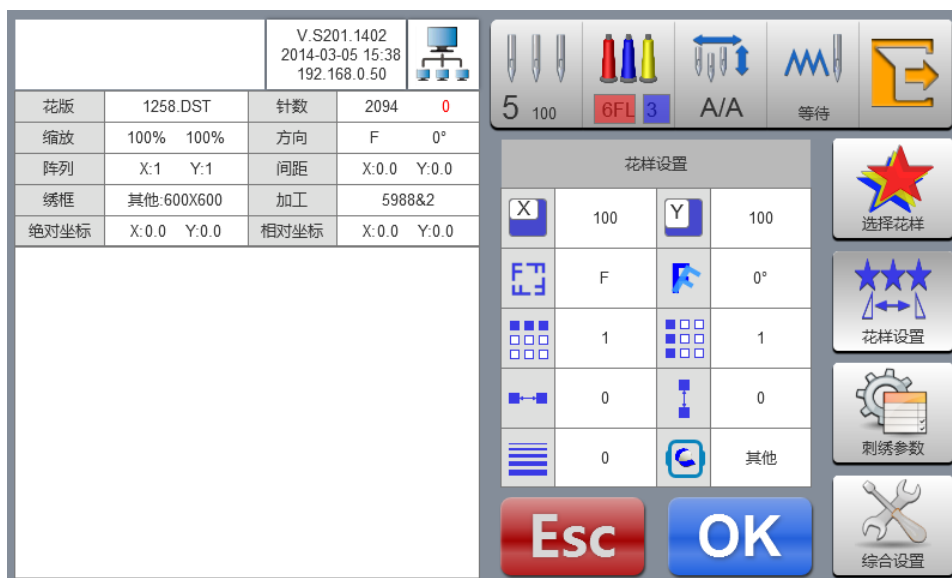 V.S201.1402
2014-03-05 15:38
192.168.0.50
花版 1258.DST 针数 2094 0
缩放 100% 100% 方向 F 0°
阵列 X:1 Y:1 间距 X:0.0 Y:0.0
绣框 其他:600X600 加工 5988&2
绝对坐标 X:0.0 Y:0.0 相对坐标 X:0.0 Y:0.0
5 100 6FL 3 A/A 等待
花样设置
X 100 Y 100
F 0°
1 1
0 0
0 其他
Esc OK
选择花样
花样设置
刺绣参数
综合设置